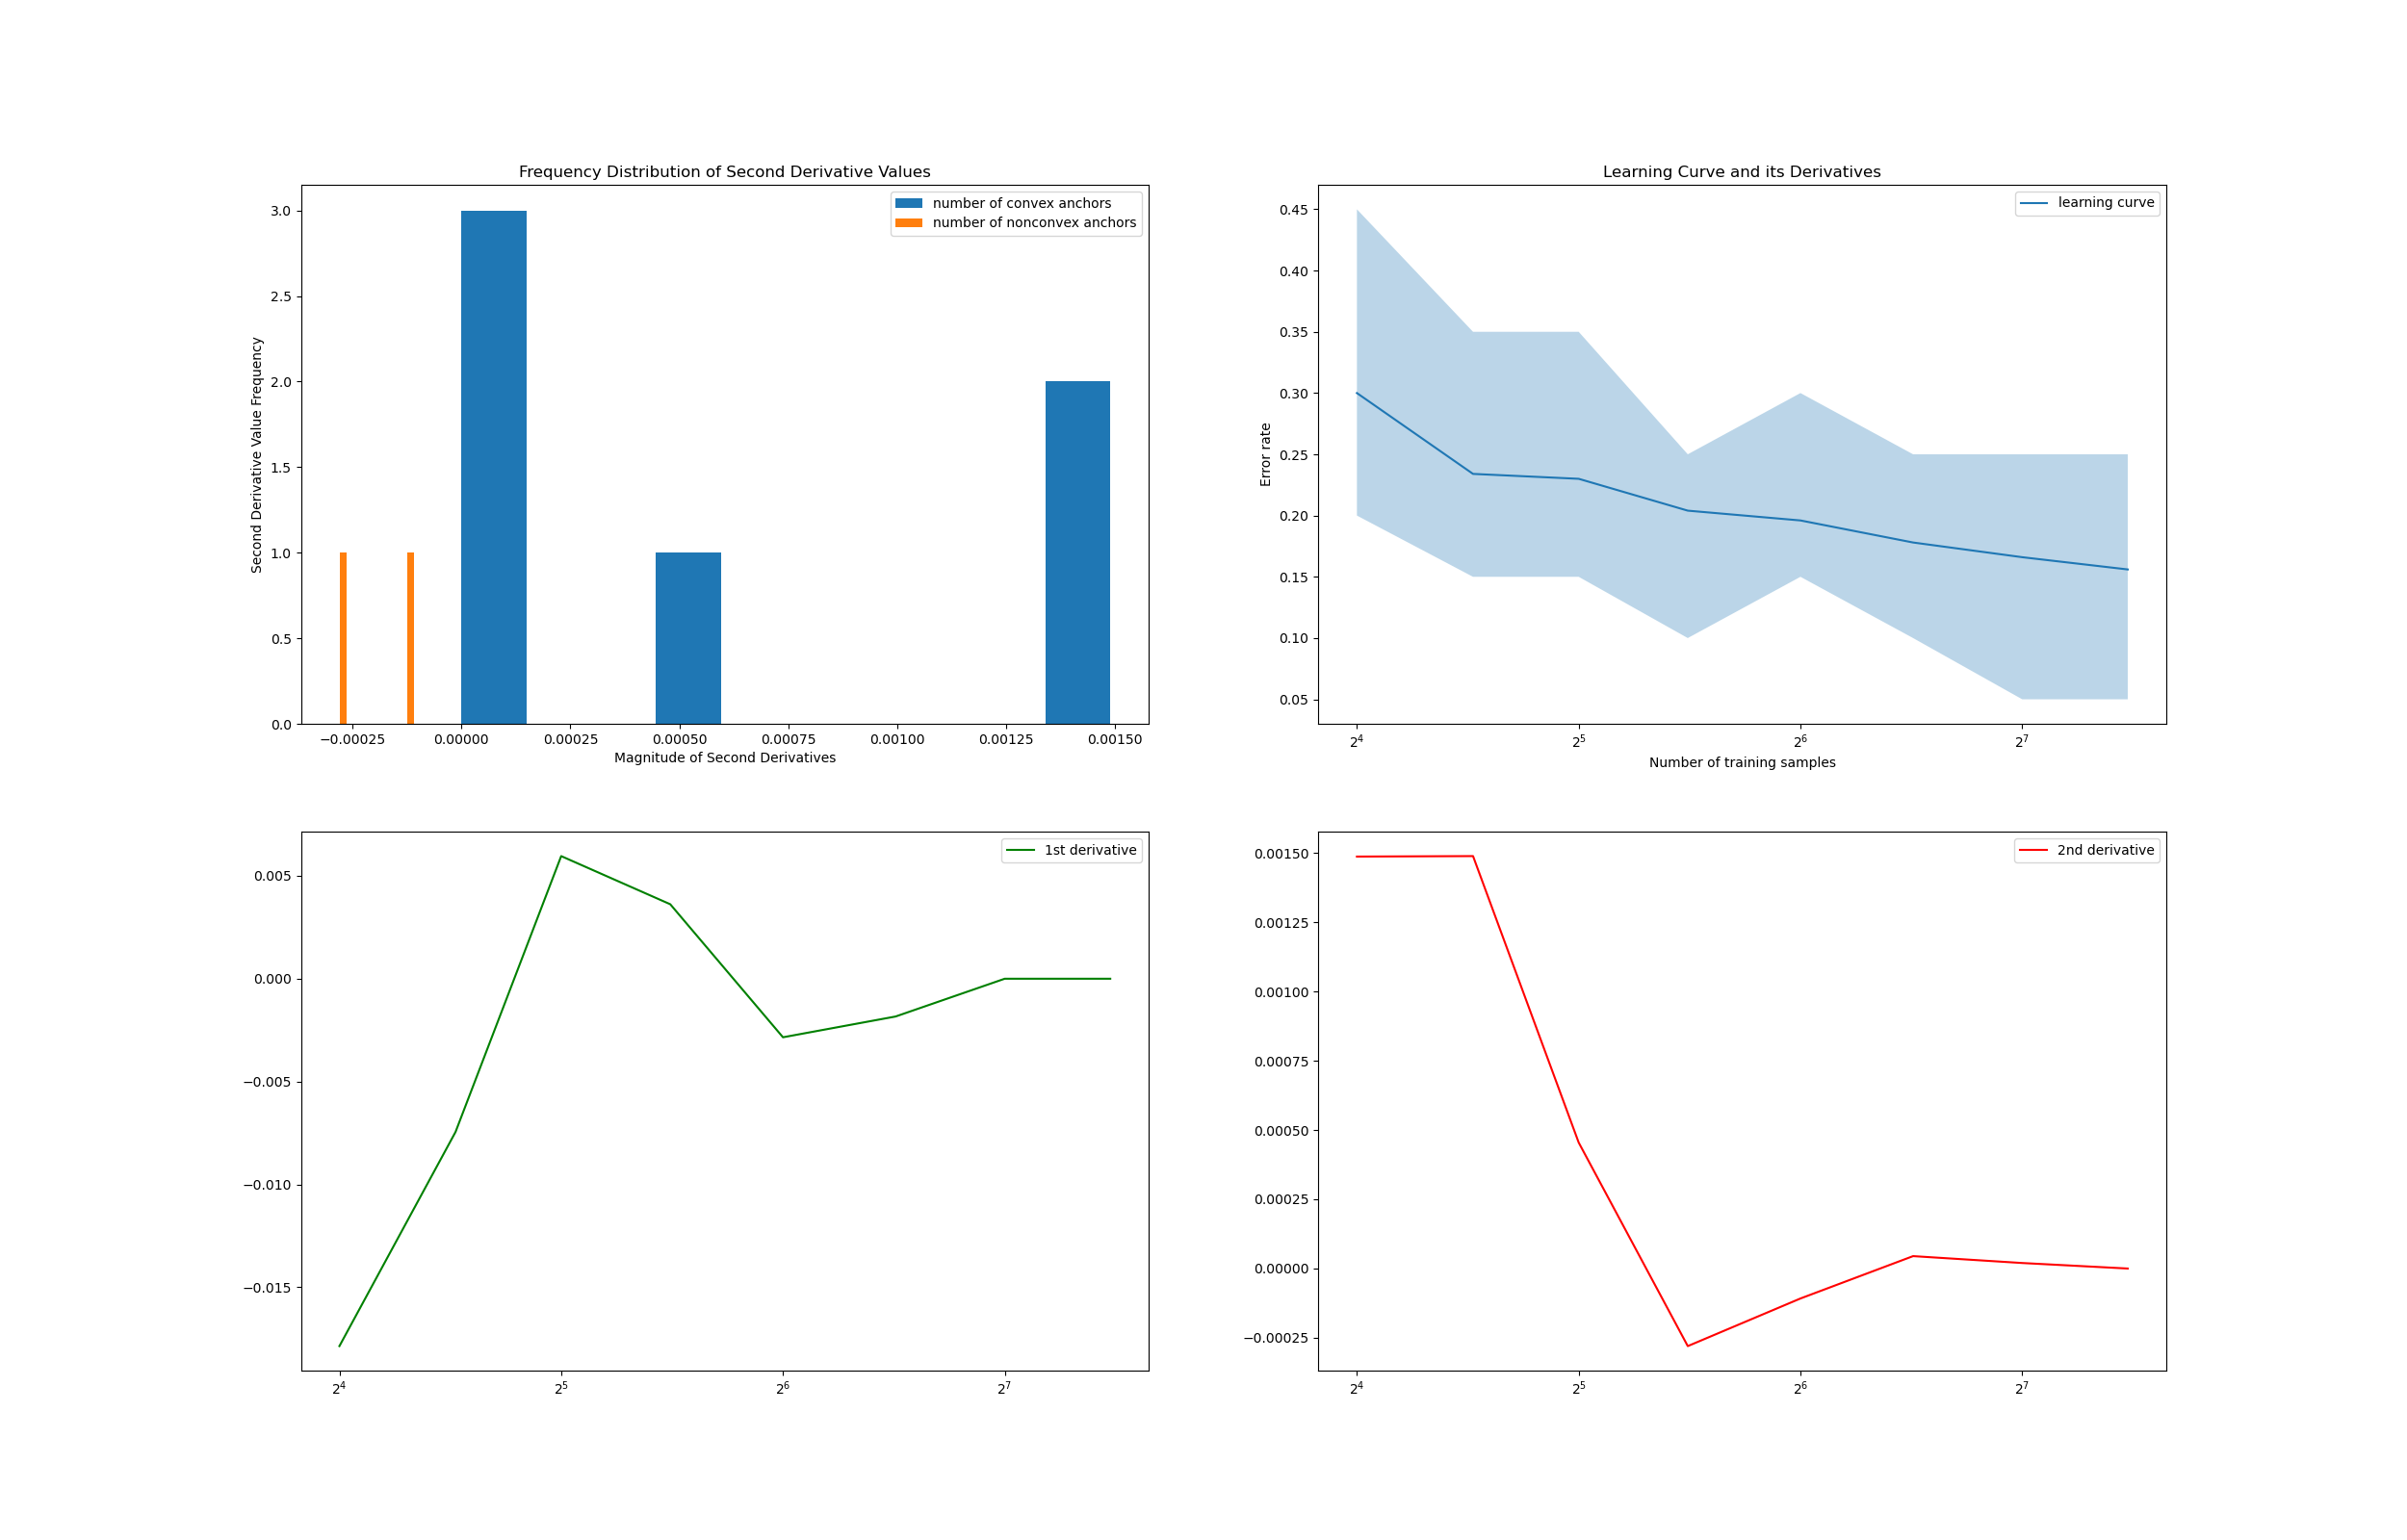 Frequency Distribution of Second Derivative Values
number of convex anchors
number of nonconvex anchors
3.0
2.5
2.0
1.5
1.0
0.5
0.0
Second Derivative Value Frequency
−0.00025 0.00000 0.00025 0.00050 0.00075 0.00100 0.00125 0.00150
Magnitude of Second Derivatives
Learning Curve and its Derivatives
learning curve
0.45
0.40
0.35
0.30
0.25
0.20
0.15
0.10
0.05
Error rate
2⁴ 2⁵ 2⁶ 2⁷
Number of training samples
1st derivative
0.005
0.000
−0.005
−0.010
−0.015
2⁴ 2⁵ 2⁶ 2⁷
2nd derivative
0.00150
0.00125
0.00100
0.00075
0.00050
0.00025
0.00000
−0.00025
2⁴ 2⁵ 2⁶ 2⁷